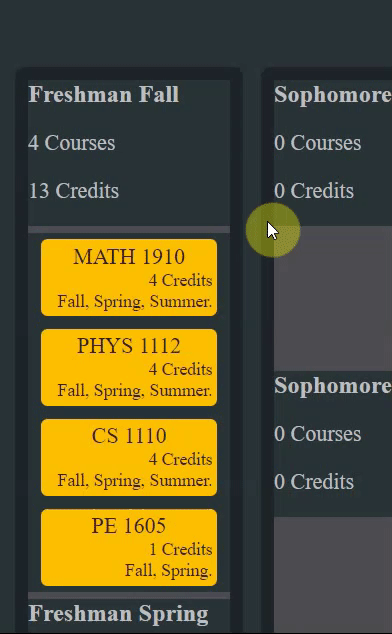 Freshman Fall
4 Courses
13 Credits
MATH 1910
4 Credits
Fall, Spring, Summer.
PHYS 1112
4 Credits
Fall, Spring, Summer.
CS 1110
4 Credits
Fall, Spring, Summer.
PE 1605
1 Credits
Fall, Spring.
Freshman Spring
Sophomore
0 Courses
0 Credits
Sophomore
0 Courses
0 Credits